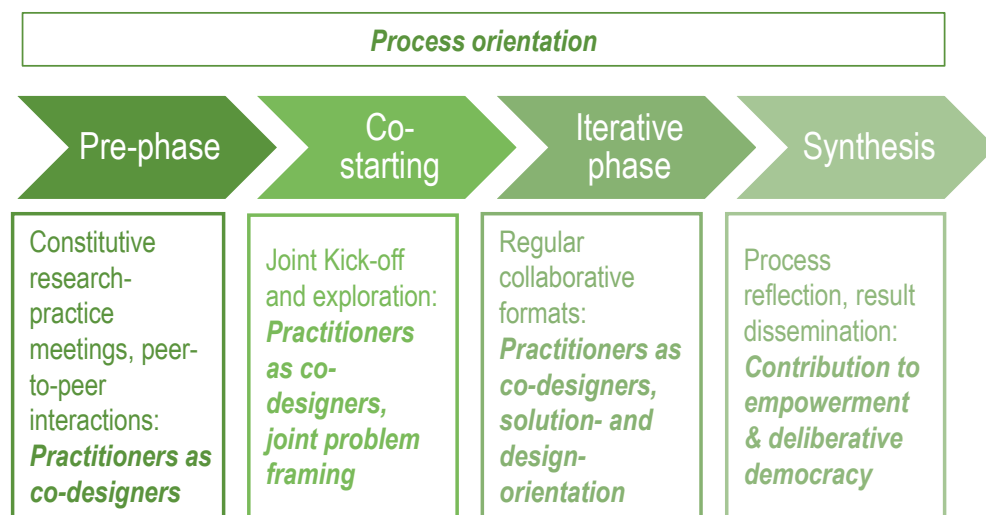 Process orientation
Pre-phase
Co-
starting
Iterative
phase
Synthesis
Constitutive
research-
practice
meetings, peer-
to-peer
interactions:
Practitioners as
co-designers
Joint Kick-off
and exploration:
Practitioners
as co-
designers,
joint problem
framing
Regular
collaborative
formats:
Practitioners as
co-designers,
solution- and
design-
orientation
Process
reflection, result
dissemination:
Contribution to
empowerment
& deliberative
democracy